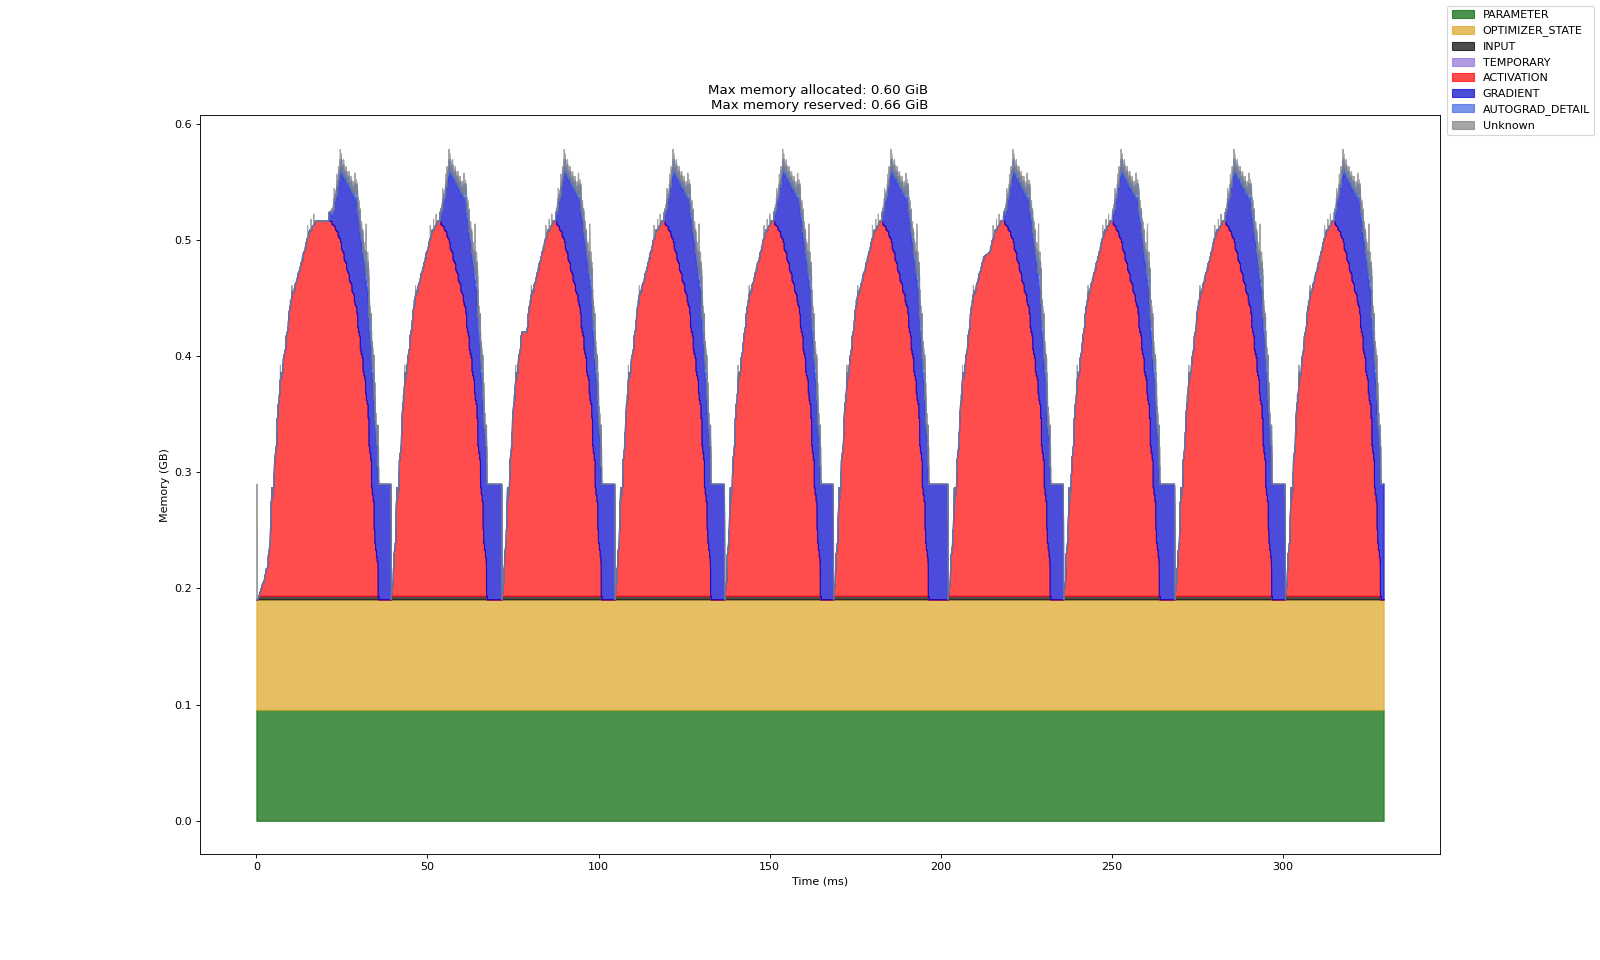 PARAMETER
OPTIMIZER_STATE
INPUT
TEMPORARY
ACTIVATION
GRADIENT
AUTOGRAD_DETAIL
Unknown
Max memory allocated: 0.60 GiB
Max memory reserved: 0.66 GiB
0.6
0.5
0.4
0.3
0.2
0.1
0.0
Memory (GB)
0 50 100 150 200 250 300
Time (ms)